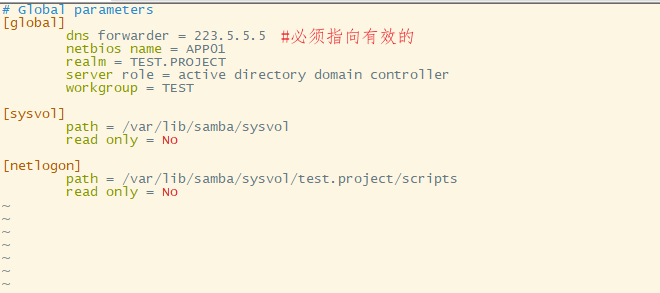 # Global parameters
[global]
dns forwarder = 223.5.5.5 #必须指向有效的
netbios name = APP01
realm = TEST.PROJECT
server role = active directory domain controller
workgroup = TEST
[sysvol]
path = /var/lib/samba/sysvol
read only = No
[netlogon]
path = /var/lib/samba/sysvol/test.project/scripts
read only = No
~
~
~
~
~
~
~